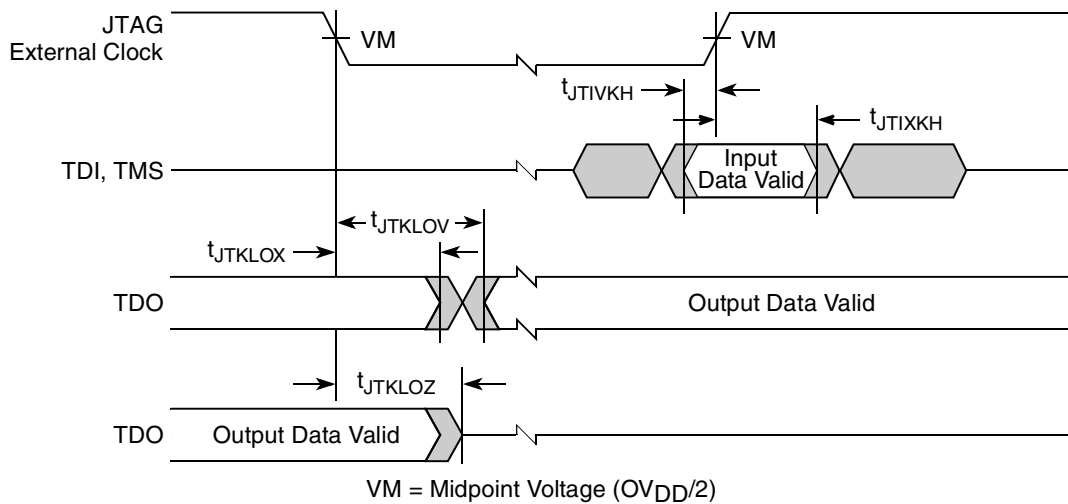 JTAG
External Clock
VM
VM
tJTIVKH
tJTIXKH
TDI, TMS
Input
Data Valid
tJTKLOV
tJTKLOX
TDO
Output Data Valid
tJTKLOZ
TDO
Output Data Valid
VM = Midpoint Voltage (OVDD/2)